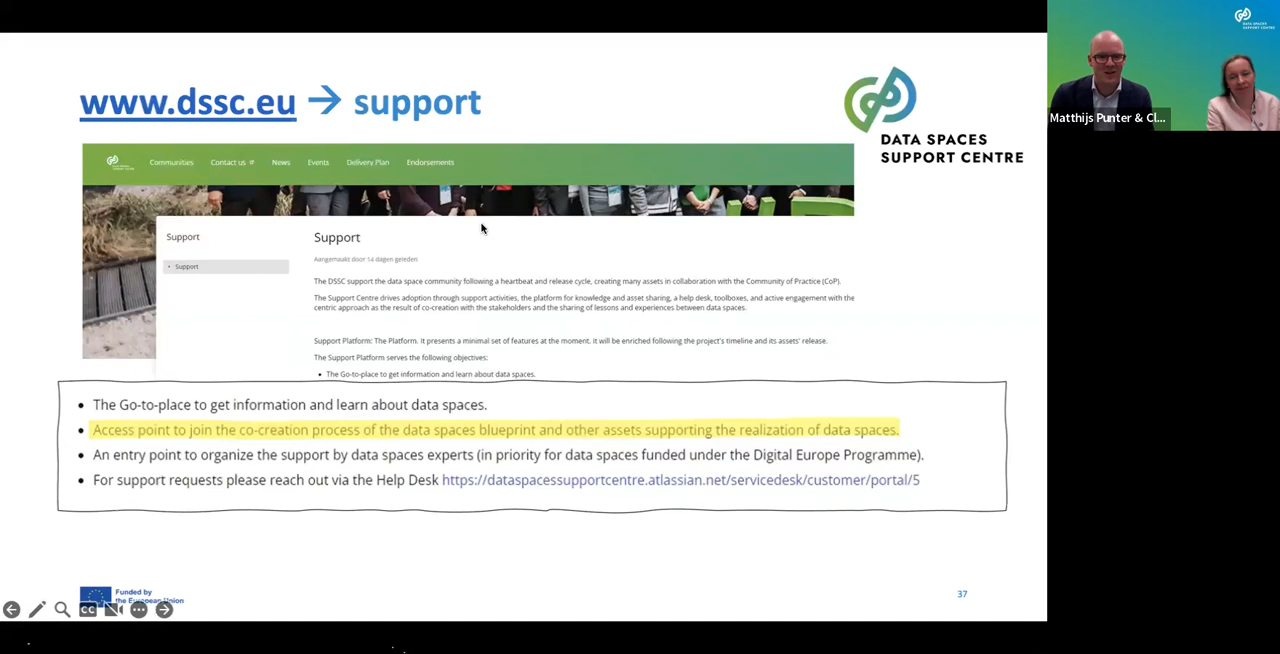 www.dssc.eu → support
DATA SPACES
SUPPORT CENTRE
Communities Contact us News Events Delivery Plan Endorsements
Support
Support
Support
Aangemaakt door 54 dagen geleden
The DSSC support the data space community following a heartbeat and release cycle, creating many assets in collaboration with the Community of Practice (CoP).
The Support Centre drives adoption through support activities, the platform for knowledge and asset sharing, a help desk, toolboxes, and active engagement with the
centric approach as the result of co-creation with the stakeholders and the sharing of lessons and experiences between data spaces.
Support Platform: The Platform. It presents a minimal set of features at the moment. It will be enriched following the project's timeline and its assets' release.
The Support Platform serves the following objectives:
• The Go-to-place to get information and learn about data spaces.
• The Go-to-place to get information and learn about data spaces.
• Access point to join the co-creation process of the data spaces blueprint and other assets supporting the realization of data spaces.
• An entry point to organize the support by data spaces experts (in priority for data spaces funded under the Digital Europe Programme).
• For support requests please reach out via the Help Desk https://dataspacessupportcentre.atlassian.net/servicedesk/customer/portal/5
Funded by
the European Union
CC
37
DATA SPACES
SUPPORT CENTRE
Matthijs Punter & Cl...